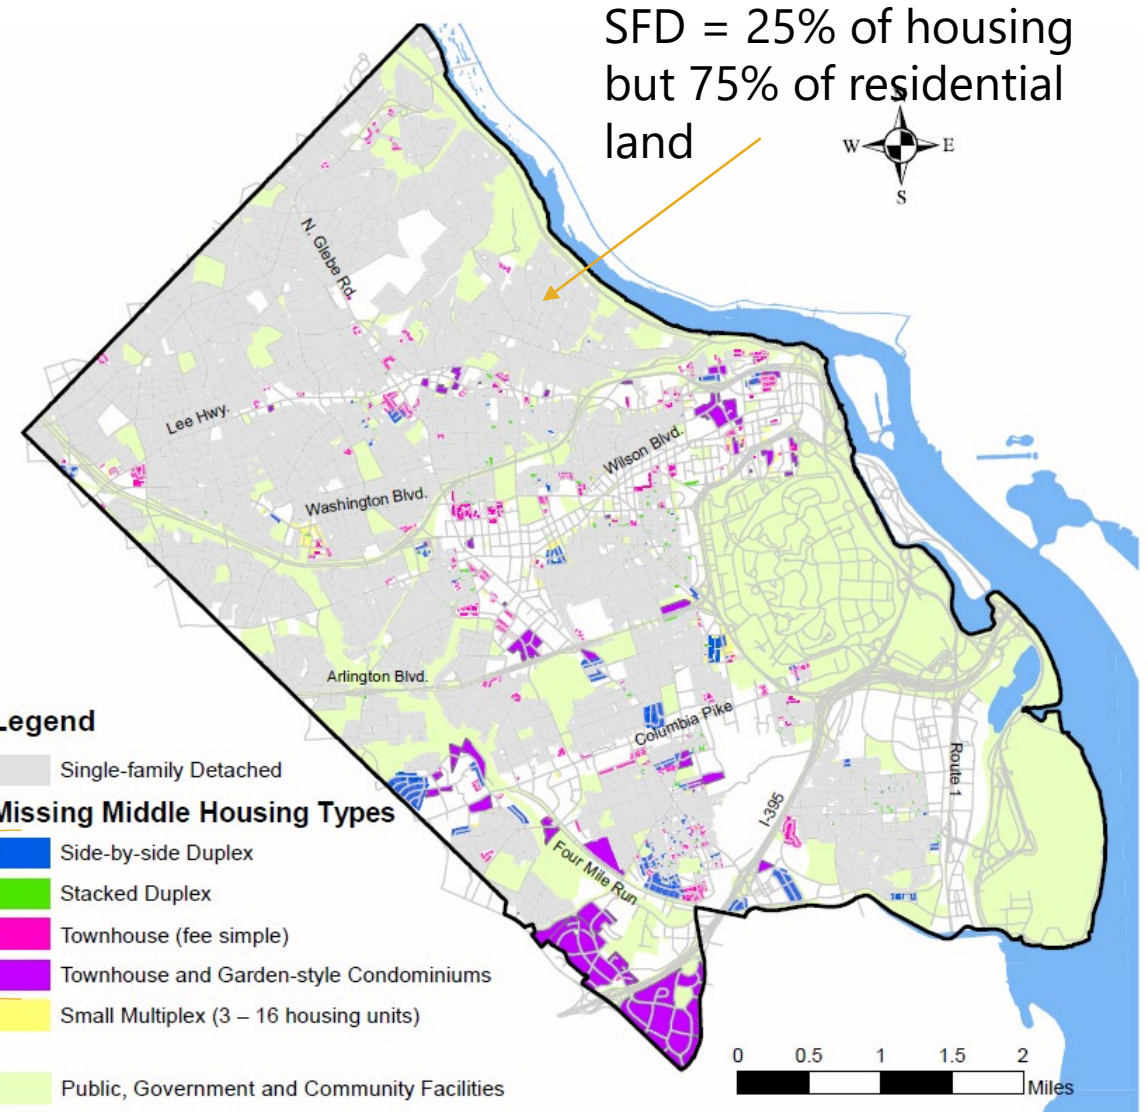 SFD = 25% of housing
but 75% of residential
land
W
E
S
N. Glebe Rd.
Lee Hwy.
Wilson Blvd.
Washington Blvd.
Arlington Blvd.
Columbia Pike
Route 1
I-395
Four Mile Run
Legend
Single-family Detached
Missing Middle Housing Types
Side-by-side Duplex
Stacked Duplex
Townhouse (fee simple)
Townhouse and Garden-style Condominiums
Small Multiplex (3 – 16 housing units)
Public, Government and Community Facilities
0 0.5 1 1.5 2
Miles